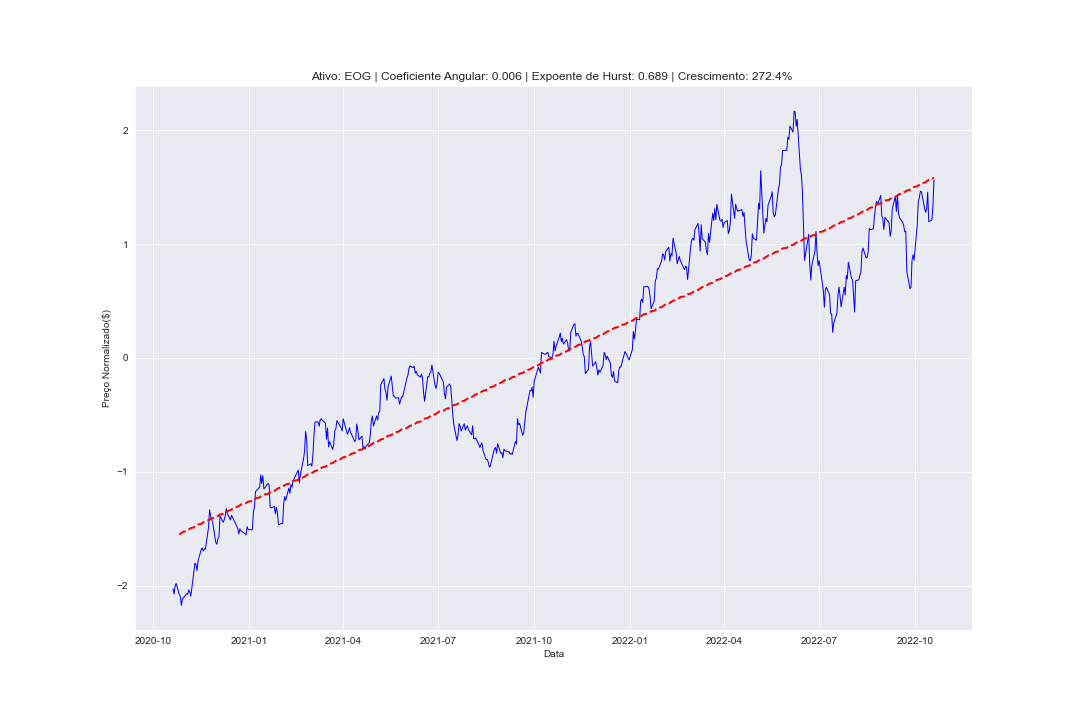 Ativo: EOG | Coeficiente Angular: 0.006 | Expoente de Hurst: 0.689 | Crescimento: 272.4%
Preço Normalizado($)
2
1
0
−1
−2
2020-10 2021-01 2021-04 2021-07 2021-10 2022-01 2022-04 2022-07 2022-10
Data